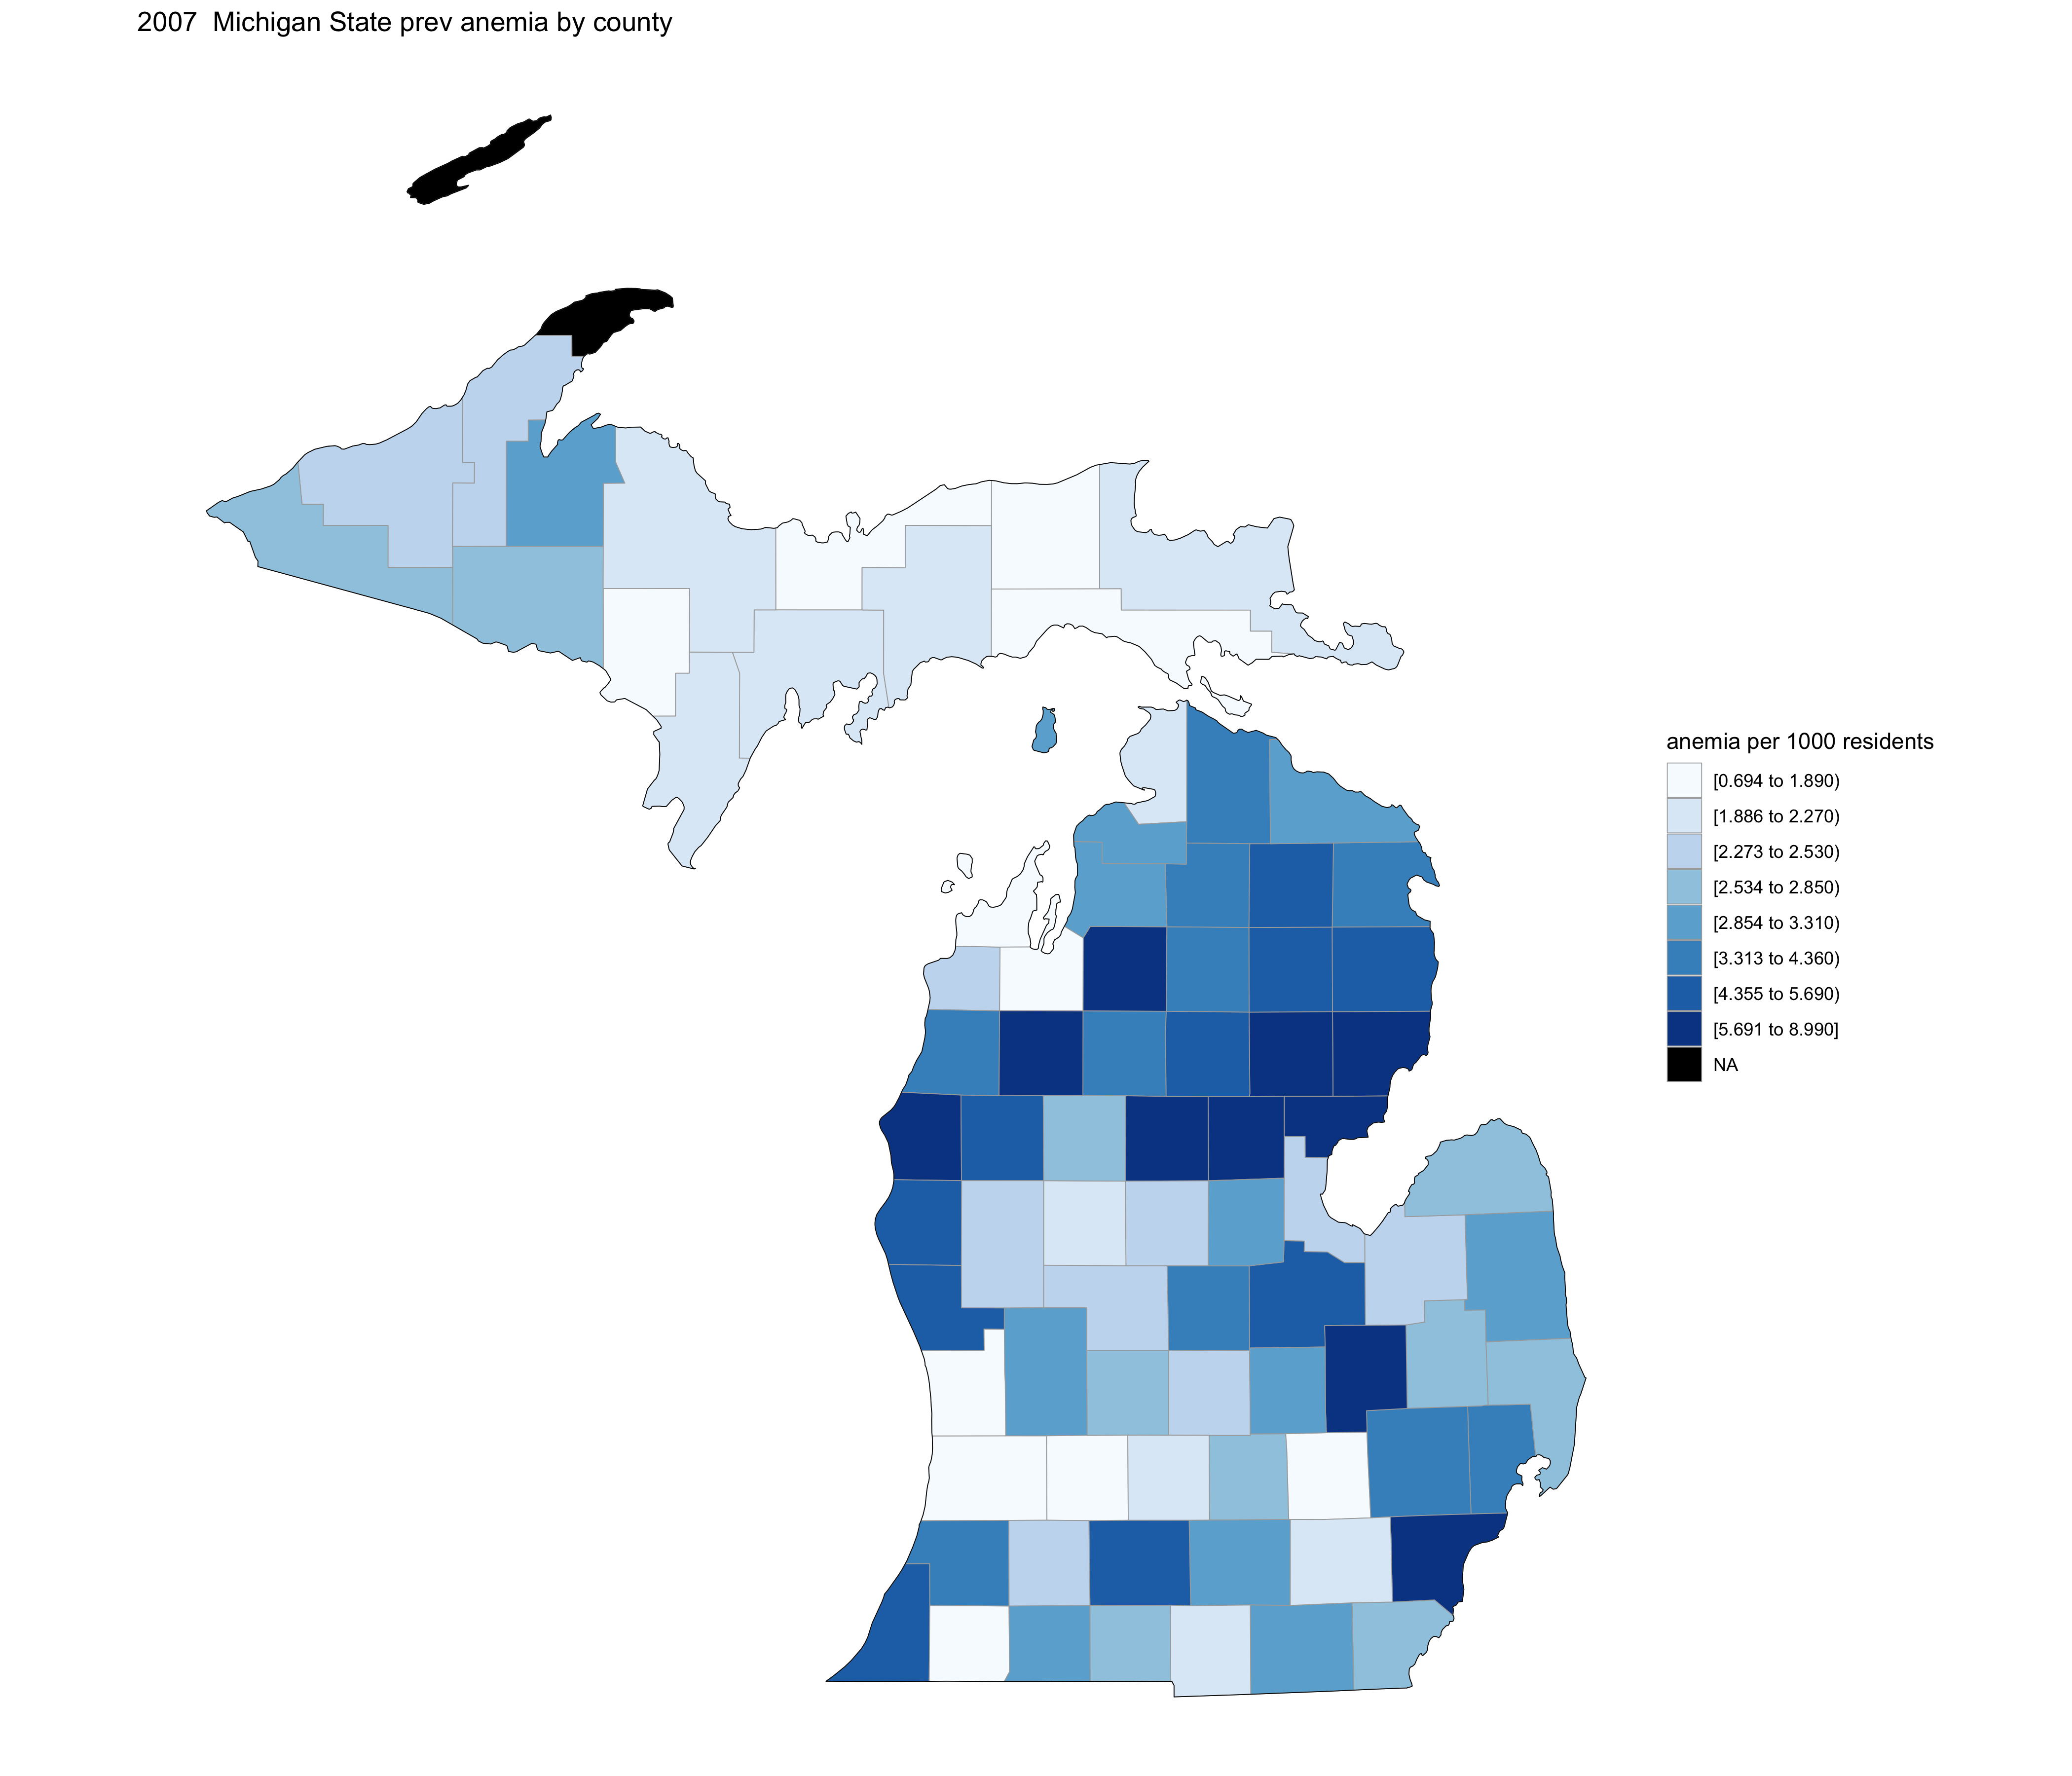 2007  Michigan State prev anemia by county
anemia per 1000 residents
[0.694 to 1.890)
[1.886 to 2.270)
[2.273 to 2.530)
[2.534 to 2.850)
[2.854 to 3.310)
[3.313 to 4.360)
[4.355 to 5.690)
[5.691 to 8.990]
NA